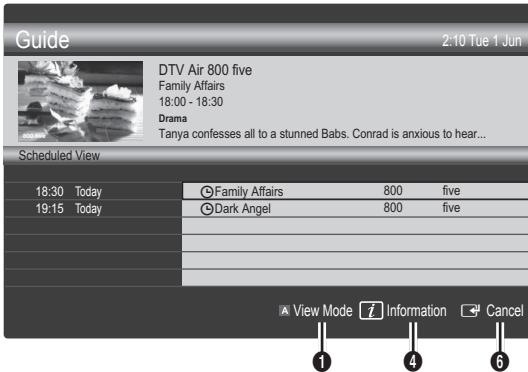 Guide
2:10 Tue 1 Jun
DTV Air 800 five
Family Affairs
18:00 - 18:30
Drama
Tanya confesses all to a stunned Babs. Conrad is anxious to hear...
800 five
Scheduled View
18:30 Today Family Affairs 800 five
19:15 Today Dark Angel 800 five
A View Mode i Information Cancel
1 4 6